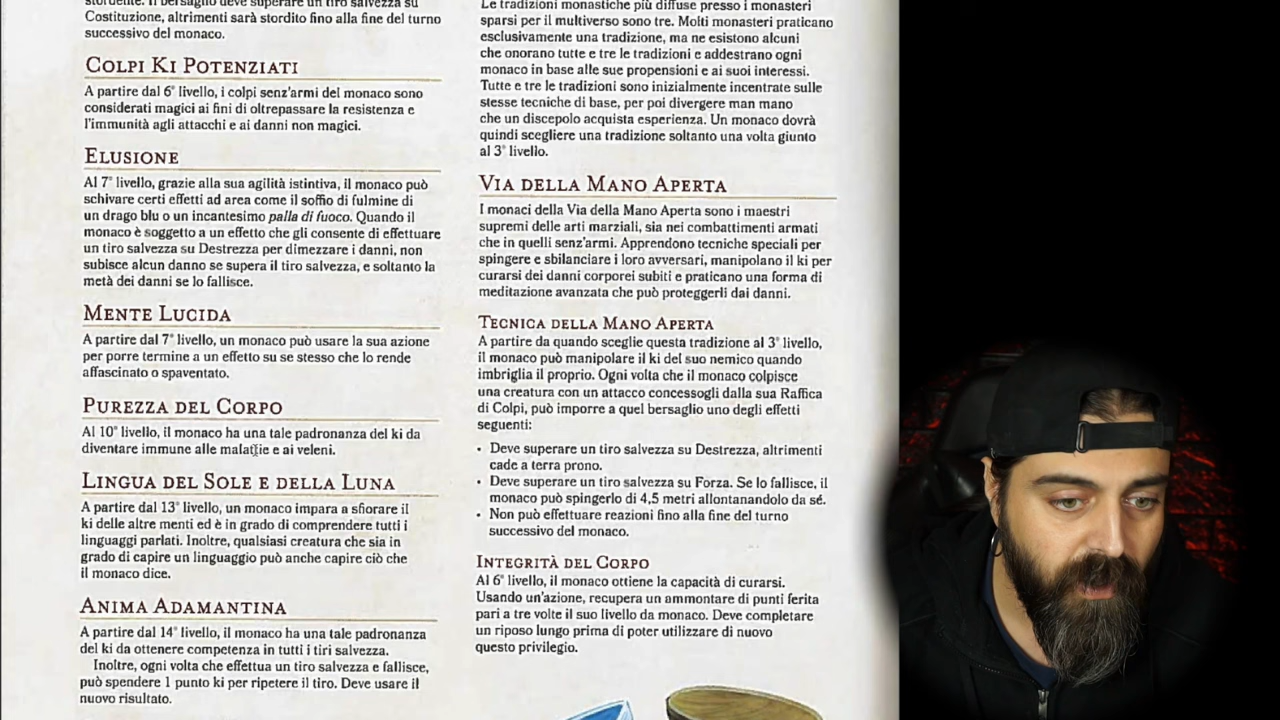 stordente. Il bersaglio deve superare un tiro salvezza su
Costituzione, altrimenti sarà stordito fino alla fine del turno
successivo del monaco.
Colpi Ki Potenziati
A partire dal 6° livello, i colpi senz'armi del monaco sono
considerati magici ai fini di oltrepassare la resistenza e
l'immunità agli attacchi e ai danni non magici.
Elusione
Al 7° livello, grazie alla sua agilità istintiva, il monaco può
schivare certi effetti ad area come il soffio di fulmine di
un drago blu o un incantesimo palla di fuoco. Quando il
monaco è soggetto a un effetto che gli consente di effettuare
un tiro salvezza su Destrezza per dimezzare i danni, non
subisce alcun danno se supera il tiro salvezza, e soltanto la
metà dei danni se lo fallisce.
Mente Lucida
A partire dal 7° livello, un monaco può usare la sua azione
per porre termine a un effetto su se stesso che lo rende
affascinato o spaventato.
Purezza del Corpo
Al 10° livello, il monaco ha una tale padronanza del ki da
diventare immune alle malattie e ai veleni.
Lingua del Sole e della Luna
A partire dal 13° livello, un monaco impara a sfiorare il
ki delle altre menti ed è in grado di comprendere tutti i
linguaggi parlati. Inoltre, qualsiasi creatura che sia in
grado di capire un linguaggio può anche capire ciò che
il monaco dice.
Anima Adamantina
A partire dal 14° livello, il monaco ha una tale padronanza
del ki da ottenere competenza in tutti i tiri salvezza.
Inoltre, ogni volta che effettua un tiro salvezza e fallisce,
può spendere 1 punto ki per ripetere il tiro. Deve usare il
nuovo risultato.
Le tradizioni monastiche più diffuse presso i monasteri
sparsi per il multiverso sono tre. Molti monasteri praticano
esclusivamente una tradizione, ma ne esistono alcuni
che onorano tutte e tre le tradizioni e addestrano ogni
monaco in base alle sue propensioni e ai suoi interessi.
Tutte e tre le tradizioni sono inizialmente incentrate sulle
stesse tecniche di base, per poi divergere man mano
che un discepolo acquista esperienza. Un monaco dovrà
quindi scegliere una tradizione soltanto una volta giunto
al 3° livello.
Via della Mano Aperta
I monaci della Via della Mano Aperta sono i maestri
supremi delle arti marziali, sia nei combattimenti armati
che in quelli senz'armi. Apprendono tecniche speciali per
spingere e sbilanciare i loro avversari, manipolano il ki per
curarsi dei danni corporei subiti e praticano una forma di
meditazione avanzata che può proteggerli dai danni.
Tecnica della Mano Aperta
A partire da quando sceglie questa tradizione al 3° livello,
il monaco può manipolare il ki del suo nemico quando
imbriglia il proprio. Ogni volta che il monaco colpisce
una creatura con un attacco concessogli dalla sua Raffica
di Colpi, può imporre a quel bersaglio uno degli effetti
seguenti:
• Deve superare un tiro salvezza su Destrezza, altrimenti
cade a terra prono.
• Deve superare un tiro salvezza su Forza. Se lo fallisce, il
monaco può spingerlo di 4,5 metri allontanandolo da sé.
• Non può effettuare reazioni fino alla fine del turno
successivo del monaco.
Integrità del Corpo
Al 6° livello, il monaco ottiene la capacità di curarsi.
Usando un'azione, recupera un ammontare di punti ferita
pari a tre volte il suo livello da monaco. Deve completare
un riposo lungo prima di poter utilizzare di nuovo
questo privilegio.